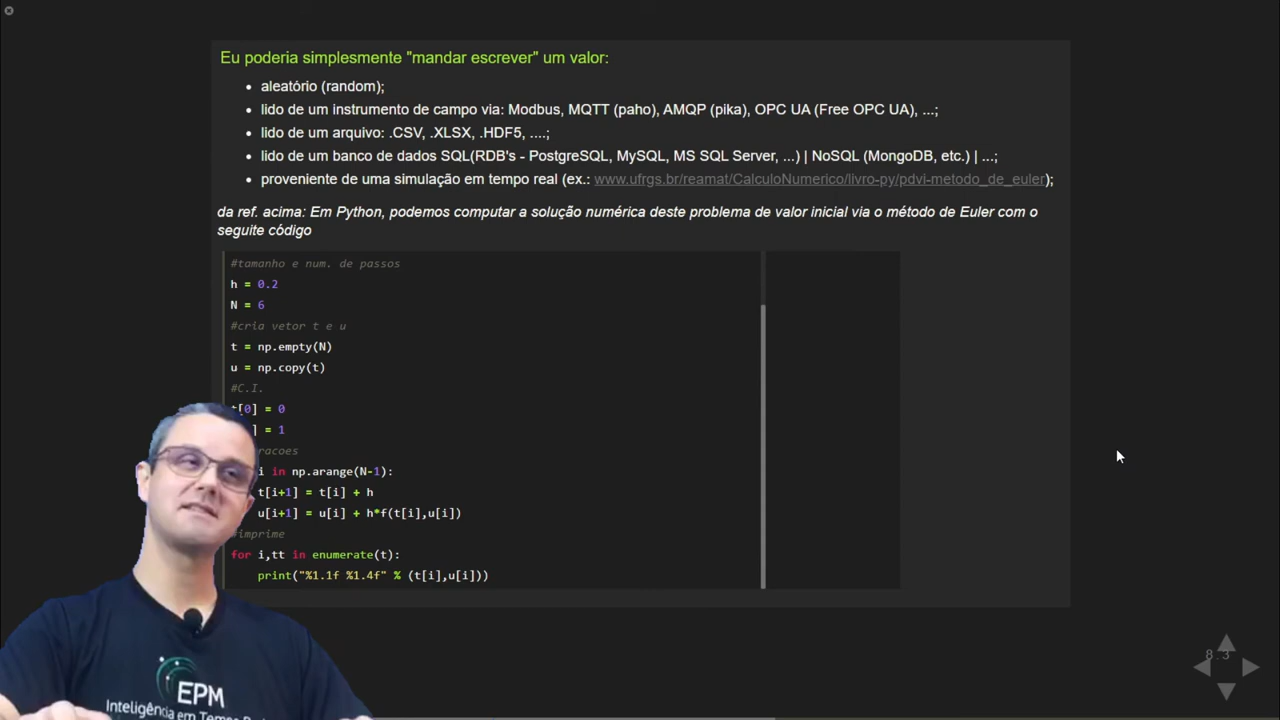 Eu poderia simplesmente "mandar escrever" um valor:
• aleatório (random);
• lido de um instrumento de campo via: Modbus, MQTT (paho), AMQP (pika), OPC UA (Free OPC UA), ...;
• lido de um arquivo: .CSV, .XLSX, .HDF5, ....;
• lido de um banco de dados SQL(RDB's - PostgreSQL, MySQL, MS SQL Server, ...) | NoSQL (MongoDB, etc.) | ...;
• proveniente de uma simulação em tempo real (ex.: www.ufrgs.br/reamat/CalculoNumerico/livro-py/pdvi-metodo_de_euler);
da ref. acima: Em Python, podemos computar a solução numérica deste problema de valor inicial via o método de Euler com o
seguite código
#tamanho e num. de passos
h = 0.2
N = 6
#cria vetor t e u
t = np.empty(N)
u = np.copy(t)
#C.I.
t[0] = 0
] = 1
racoes
i in np.arange(N-1):
t[i+1] = t[i] + h
u[i+1] = u[i] + h*f(t[i],u[i])
#imprime
for i,tt in enumerate(t):
print("%1.1f %1.4f" % (t[i],u[i]))
EPM
Inteligência em Tempo
8.3